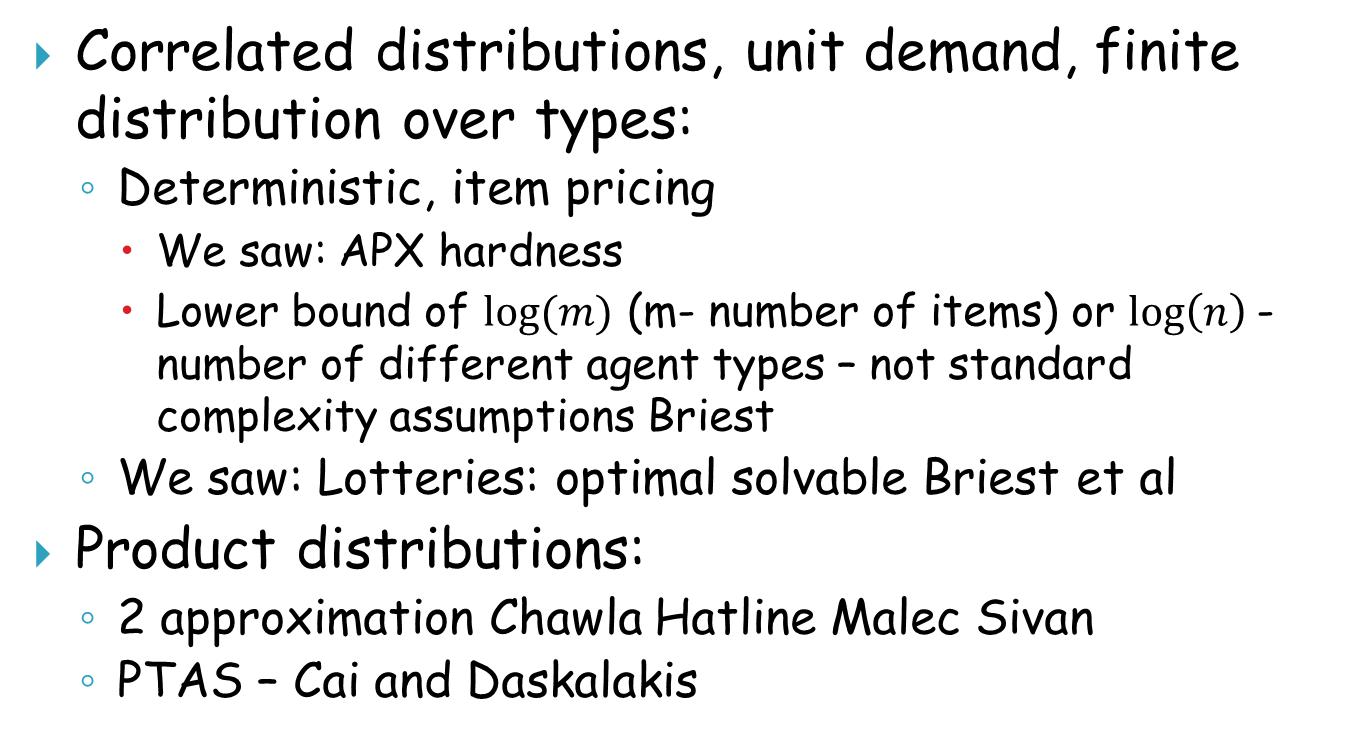 Correlated distributions, unit demand, finite
distribution over types:
Deterministic, item pricing
We saw: APX hardness
Lower bound of log(m) (m- number of items) or log(n) -
number of different agent types – not standard
complexity assumptions Briest
We saw: Lotteries: optimal solvable Briest et al
Product distributions:
2 approximation Chawla Hatline Malec Sivan
PTAS – Cai and Daskalakis